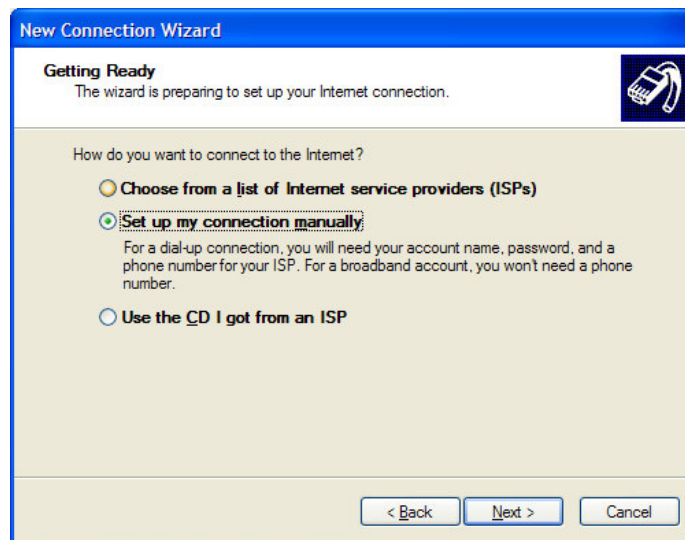 New Connection Wizard
Getting Ready
The wizard is preparing to set up your Internet connection.
How do you want to connect to the Internet?
Choose from a list of Internet service providers (ISPs)
Set up my connection manually
For a dial-up connection, you will need your account name, password, and a
phone number for your ISP. For a broadband account, you won't need a phone
number.
Use the CD I got from an ISP
< Back Next > Cancel